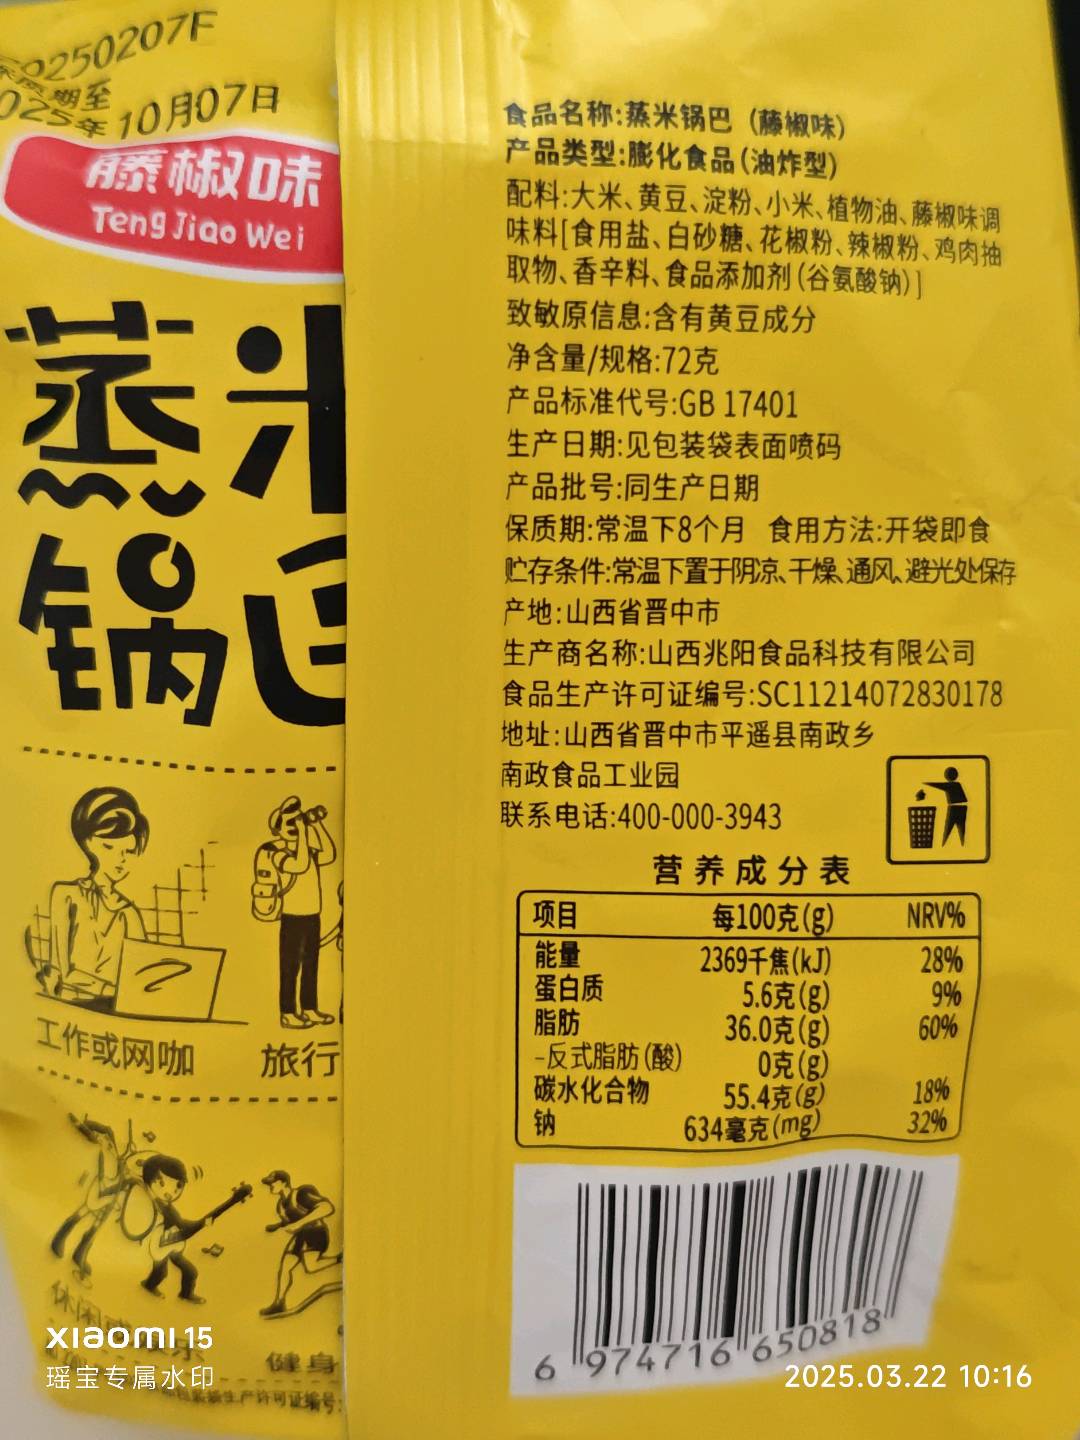 20250207F
保质期至
2025年10月07日
藤椒味
Teng Jiao Wei
蒸米
锅巴
工作或网咖
旅行
休闲
健身
食品名称:蒸米锅巴（藤椒味）
产品类型:膨化食品(油炸型)
配料:大米、黄豆、淀粉、小米、植物油、藤椒味调
味料[食用盐、白砂糖、花椒粉、辣椒粉、鸡肉抽
取物、香辛料、食品添加剂(谷氨酸钠)]
致敏原信息:含有黄豆成分
净含量/规格:72克
产品标准代号:GB 17401
生产日期:见包装袋表面喷码
产品批号:同生产日期
保质期:常温下8个月 食用方法:开袋即食
贮存条件:常温下置于阴凉、干燥、通风、避光处保存
产地:山西省晋中市
生产商名称:山西兆阳食品科技有限公司
食品生产许可证编号:SC11214072830178
地址:山西省晋中市平遥县南政乡
南政食品工业园
联系电话:400-000-3943
营养成分表
项目 每100克(g) NRV%
能量 2369千焦(kJ) 28%
蛋白质 5.6克(g) 9%
脂肪 36.0克(g) 60%
-反式脂肪(酸) 0克(g)
碳水化合物 55.4克(g) 18%
钠 634毫克(mg) 32%
6 974716 650818
生产许可证编号:
xiaomi 15
瑶宝专属水印
2025.03.22 10:16